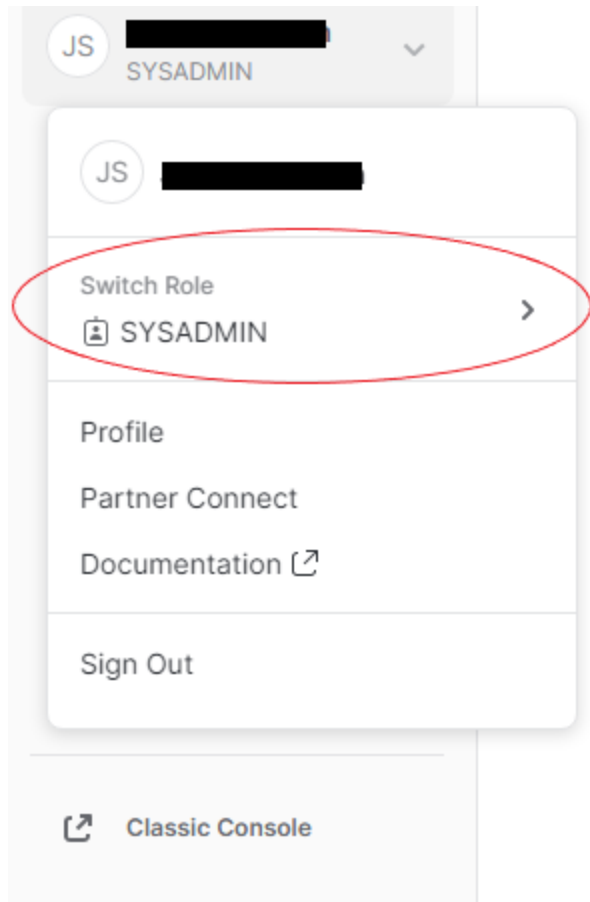 JS
SYSADMIN
JS
Switch Role
SYSADMIN
Profile
Partner Connect
Documentation
Sign Out
Classic Console